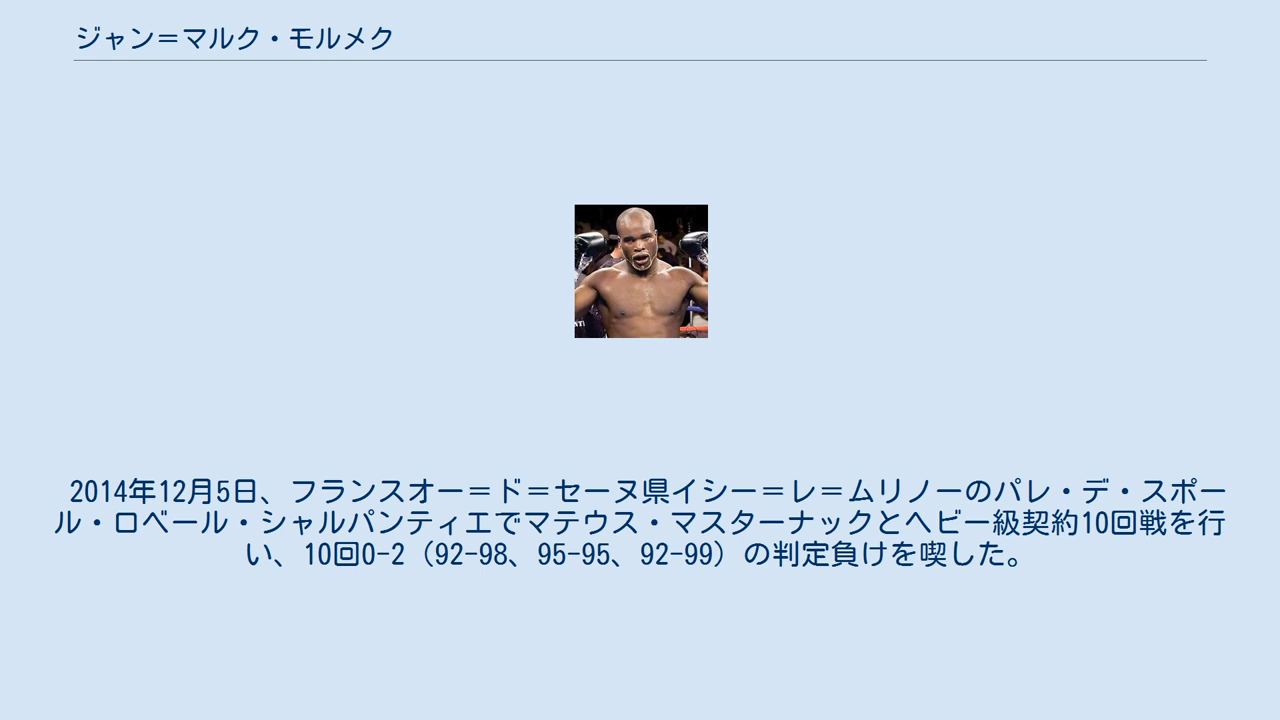 ジャン＝マルク・モルメク
2014年12月5日、フランスオー＝ド＝セーヌ県イシー＝レ＝ムリノーのパレ・デ・スポー
ル・ロベール・シャルパンティエでマテウス・マスターナックとヘビー級契約10回戦を行
い、10回0-2（92-98、95-95、92-99）の判定負けを喫した。